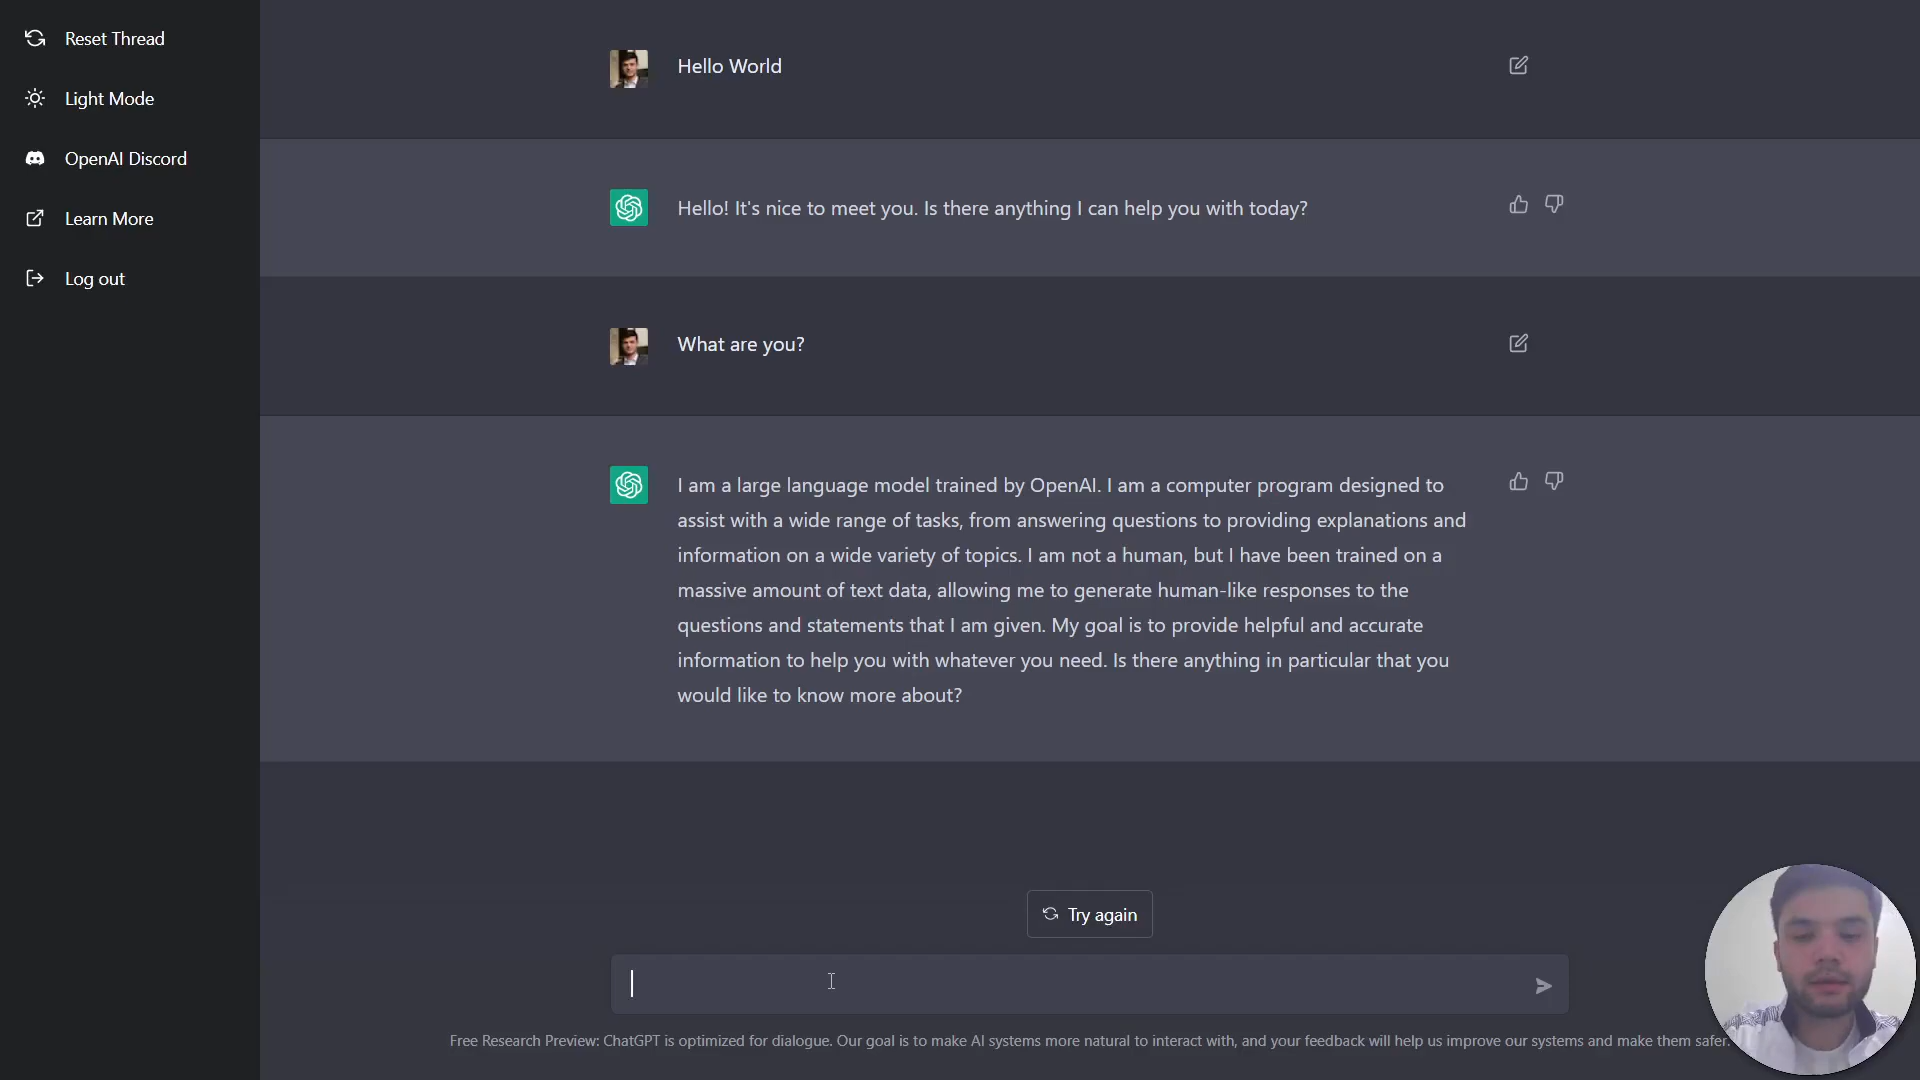 Reset Thread
Light Mode
OpenAI Discord
Learn More
Log out
Hello World
Hello! It's nice to meet you. Is there anything I can help you with today?
What are you?
I am a large language model trained by OpenAI. I am a computer program designed to
assist with a wide range of tasks, from answering questions to providing explanations and
information on a wide variety of topics. I am not a human, but I have been trained on a
massive amount of text data, allowing me to generate human-like responses to the
questions and statements that I am given. My goal is to provide helpful and accurate
information to help you with whatever you need. Is there anything in particular that you
would like to know more about?
Try again
Free Research Preview: ChatGPT is optimized for dialogue. Our goal is to make AI systems more natural to interact with, and your feedback will help us improve our systems and make them safer.